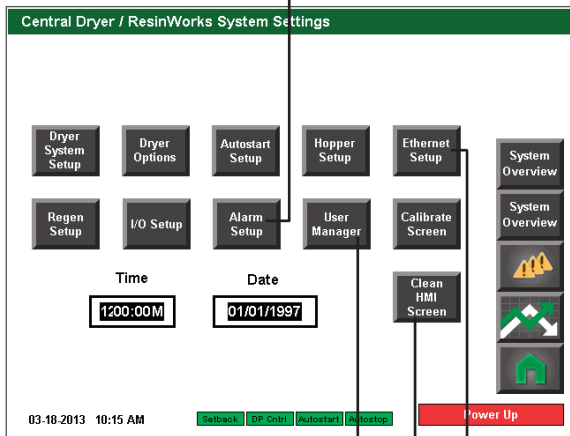 Central Dryer / ResinWorks System Settings
Dryer
System
Setup
Dryer
Options
Autostart
Setup
Hopper
Setup
Ethernet
Setup
System
Overview
Regen
Setup
I/O Setup
Alarm
Setup
User
Manager
Calibrate
Screen
System
Overview
Time
Date
1200:00M
01/01/1997
Clean
HMI
Screen
03-18-2013 10:15 AM
Setback
DP Cntrl
Autostart
Autostop
Power Up